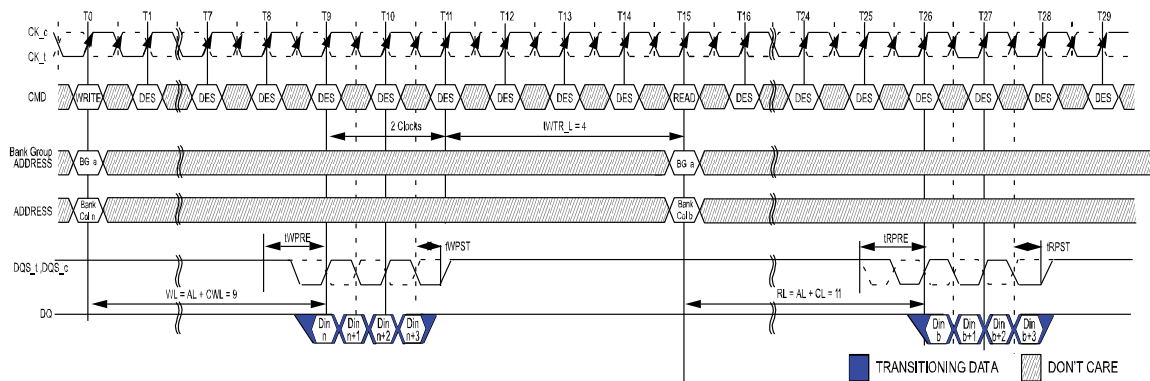 T0 T1 T7 T8 T9 T10 T11 T12 T13 T14 T15 T16 T24 T25 T26 T27 T28 T29
CK_c
CK_t
CMD WRITE DES DES DES DES DES DES DES DES DES READ DES DES DES DES DES DES DES
2 Clocks tWTR_L = 4
Bank Group
ADDRESS BG a BG a
ADDRESS Bank Col n Bank Col b
tWPRE tWPST tRPRE tRPST
DQS_t ,DQS_c
WL = AL + CWL = 9 RL = AL + CL = 11
DQ Din n Din n+1 Din n+2 Din n+3 Din b Din b+1 Din b+2 Din b+3
TRANSITIONING DATA DON'T CARE